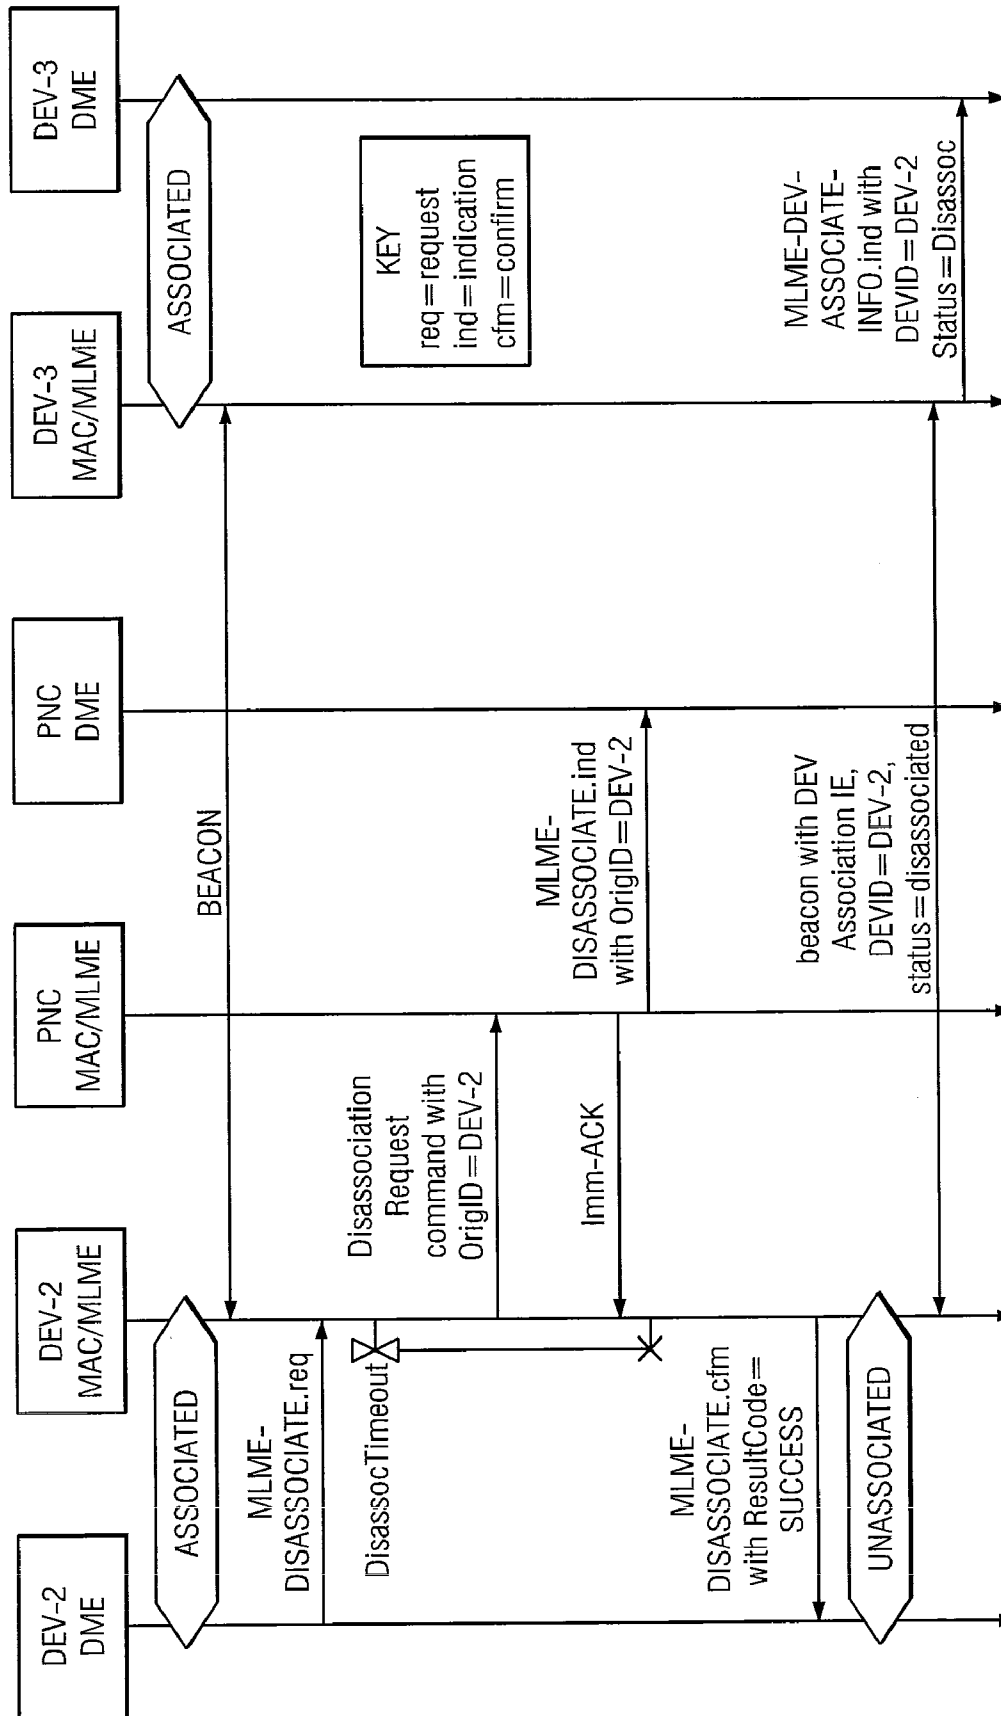 DEV-2
DME
DEV-2
MAC/MLME
PNC
MAC/MLME
PNC
DME
DEV-3
MAC/MLME
DEV-3
DME
ASSOCIATED
ASSOCIATED
BEACON
MLME-
DISASSOCIATE.req
DisassocTimeout
Disassociation
Request
command with
OrigID=DEV-2
KEY
req=request
ind=indication
cfm=confirm
Imm-ACK
MLME-
DISASSOCIATE.ind
with OrigID=DEV-2
MLME-
DISASSOCIATE.cfm
with ResultCode=
SUCCESS
beacon with DEV
Association IE,
DEVID=DEV-2,
status=disassociated
MLME-DEV-
ASSOCIATE-
INFO.ind with
DEVID=DEV-2
Status=Disassoc
UNASSOCIATED